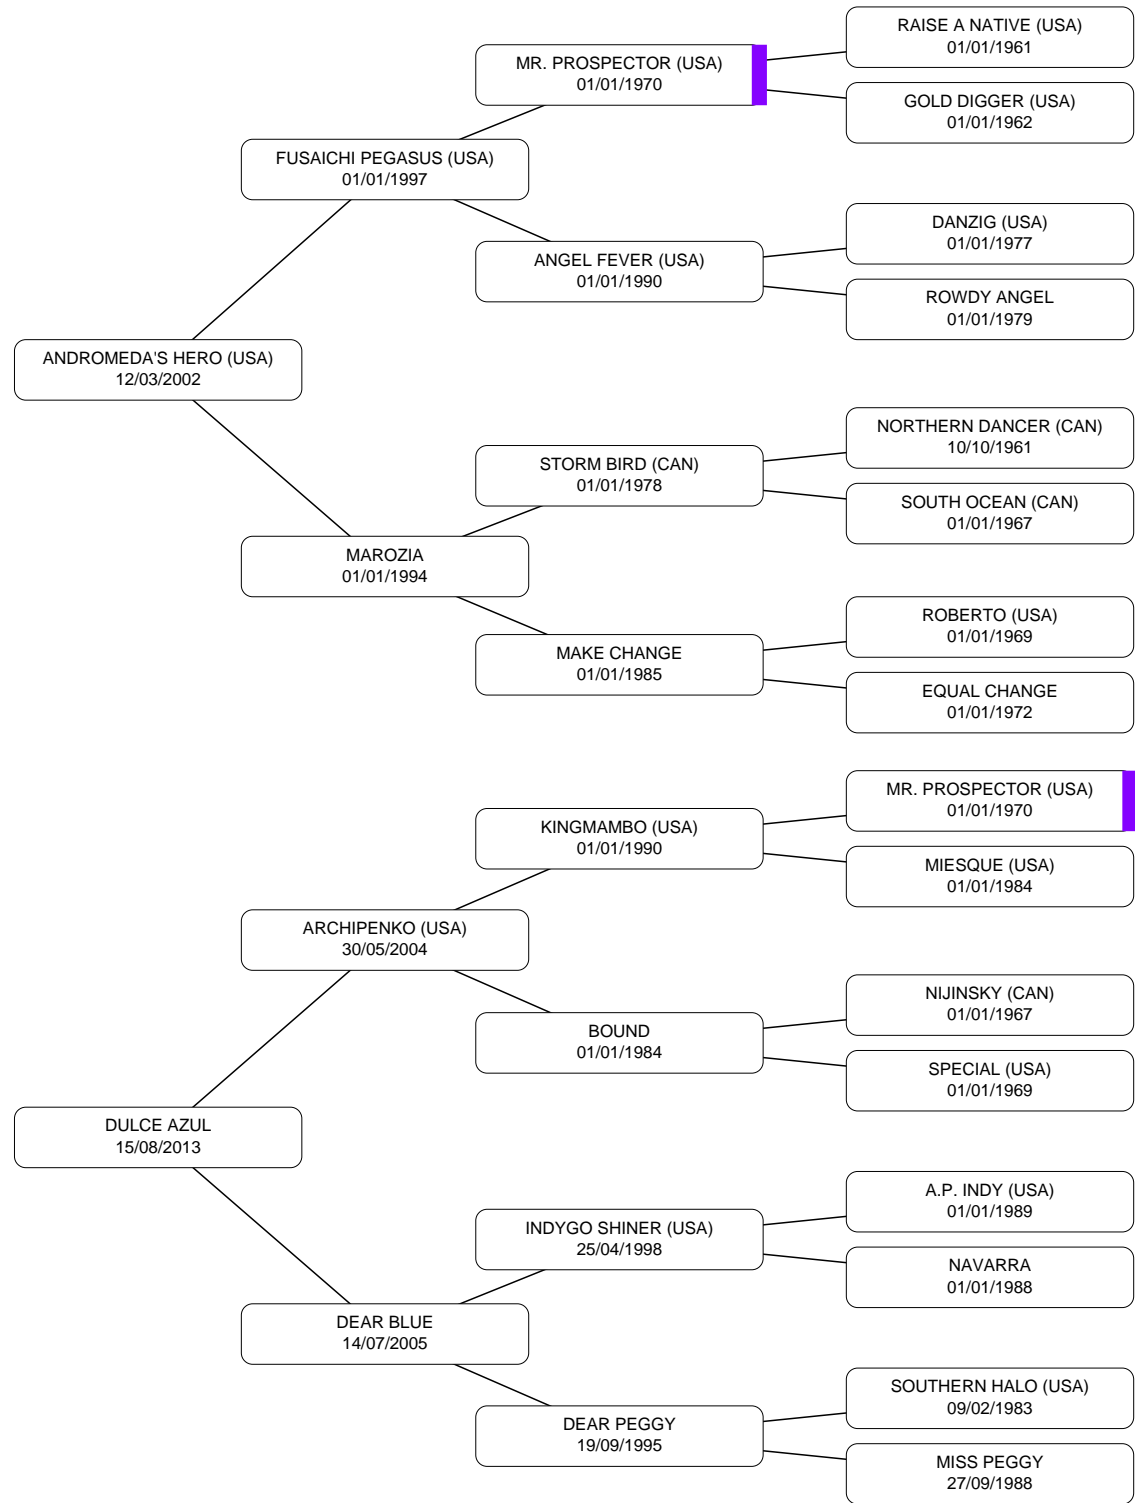 RAISE A NATIVE (USA)
01/01/1961
MR. PROSPECTOR (USA)
01/01/1970
GOLD DIGGER (USA)
01/01/1962
FUSAICHI PEGASUS (USA)
01/01/1997
DANZIG (USA)
01/01/1977
ANGEL FEVER (USA)
01/01/1990
ROWDY ANGEL
01/01/1979
ANDROMEDA'S HERO (USA)
12/03/2002
NORTHERN DANCER (CAN)
10/10/1961
STORM BIRD (CAN)
01/01/1978
SOUTH OCEAN (CAN)
01/01/1967
MAROZIA
01/01/1994
ROBERTO (USA)
01/01/1969
MAKE CHANGE
01/01/1985
EQUAL CHANGE
01/01/1972
MR. PROSPECTOR (USA)
01/01/1970
KINGMAMBO (USA)
01/01/1990
MIESQUE (USA)
01/01/1984
ARCHIPENKO (USA)
30/05/2004
NIJINSKY (CAN)
01/01/1967
BOUND
01/01/1984
SPECIAL (USA)
01/01/1969
DULCE AZUL
15/08/2013
A.P. INDY (USA)
01/01/1989
INDYGO SHINER (USA)
25/04/1998
NAVARRA
01/01/1988
DEAR BLUE
14/07/2005
SOUTHERN HALO (USA)
09/02/1983
DEAR PEGGY
19/09/1995
MISS PEGGY
27/09/1988